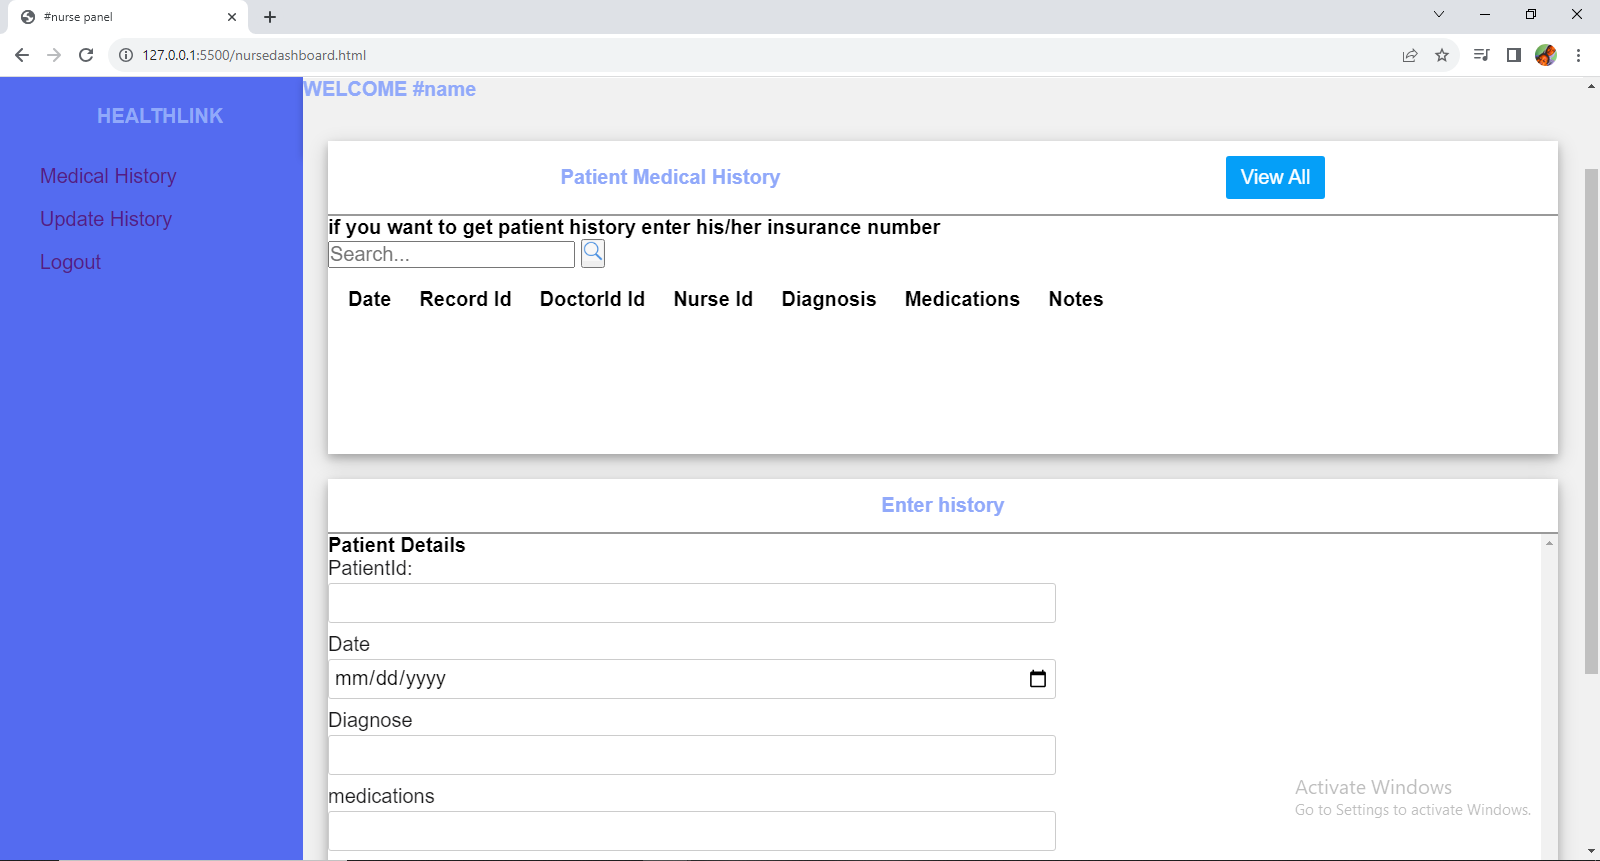 #nurse panel
127.0.0.1:5500/nursedashboard.html
HEALTHLINK
Medical History
Update History
Logout
WELCOME #name
Patient Medical History
View All
if you want to get patient history enter his/her insurance number
Search...
Date Record Id DoctorId Id Nurse Id Diagnosis Medications Notes
Enter history
Patient Details
PatientId:
Date
mm/dd/yyyy
Diagnose
medications
Activate Windows
Go to Settings to activate Windows.